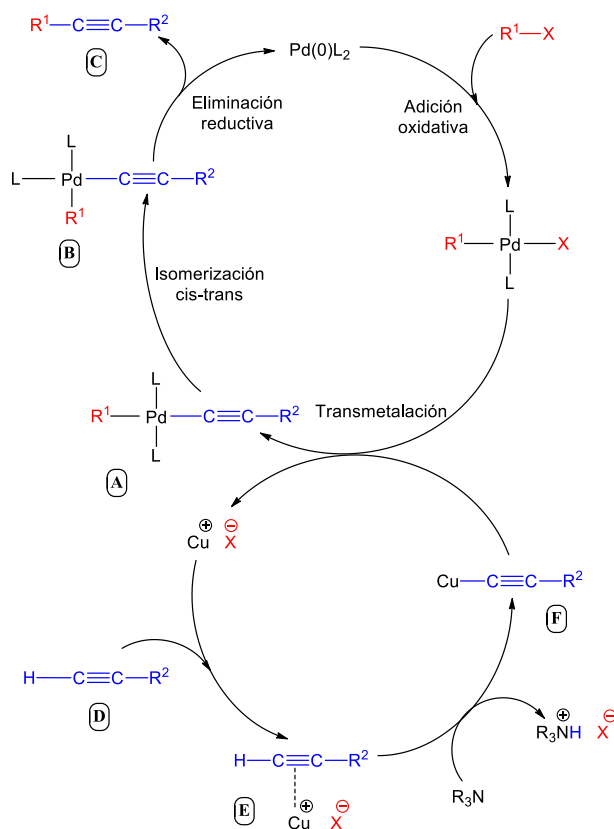 R¹—C≡C—R²
C
Pd(0)L₂
R¹—X
Eliminación
reductiva
Adición
oxidativa
L
L—Pd—C≡C—R²
R¹
B
L
R¹—Pd—X
L
Isomerización
cis-trans
Transmetalación
L
R¹—Pd—C≡C—R²
L
A
Cu⊕ X⊖
Cu—C≡C—R²
F
H—C≡C—R²
D
R₃NH⊕ X⊖
H—C≡C—R²
E
Cu⊕ X⊖
R₃N